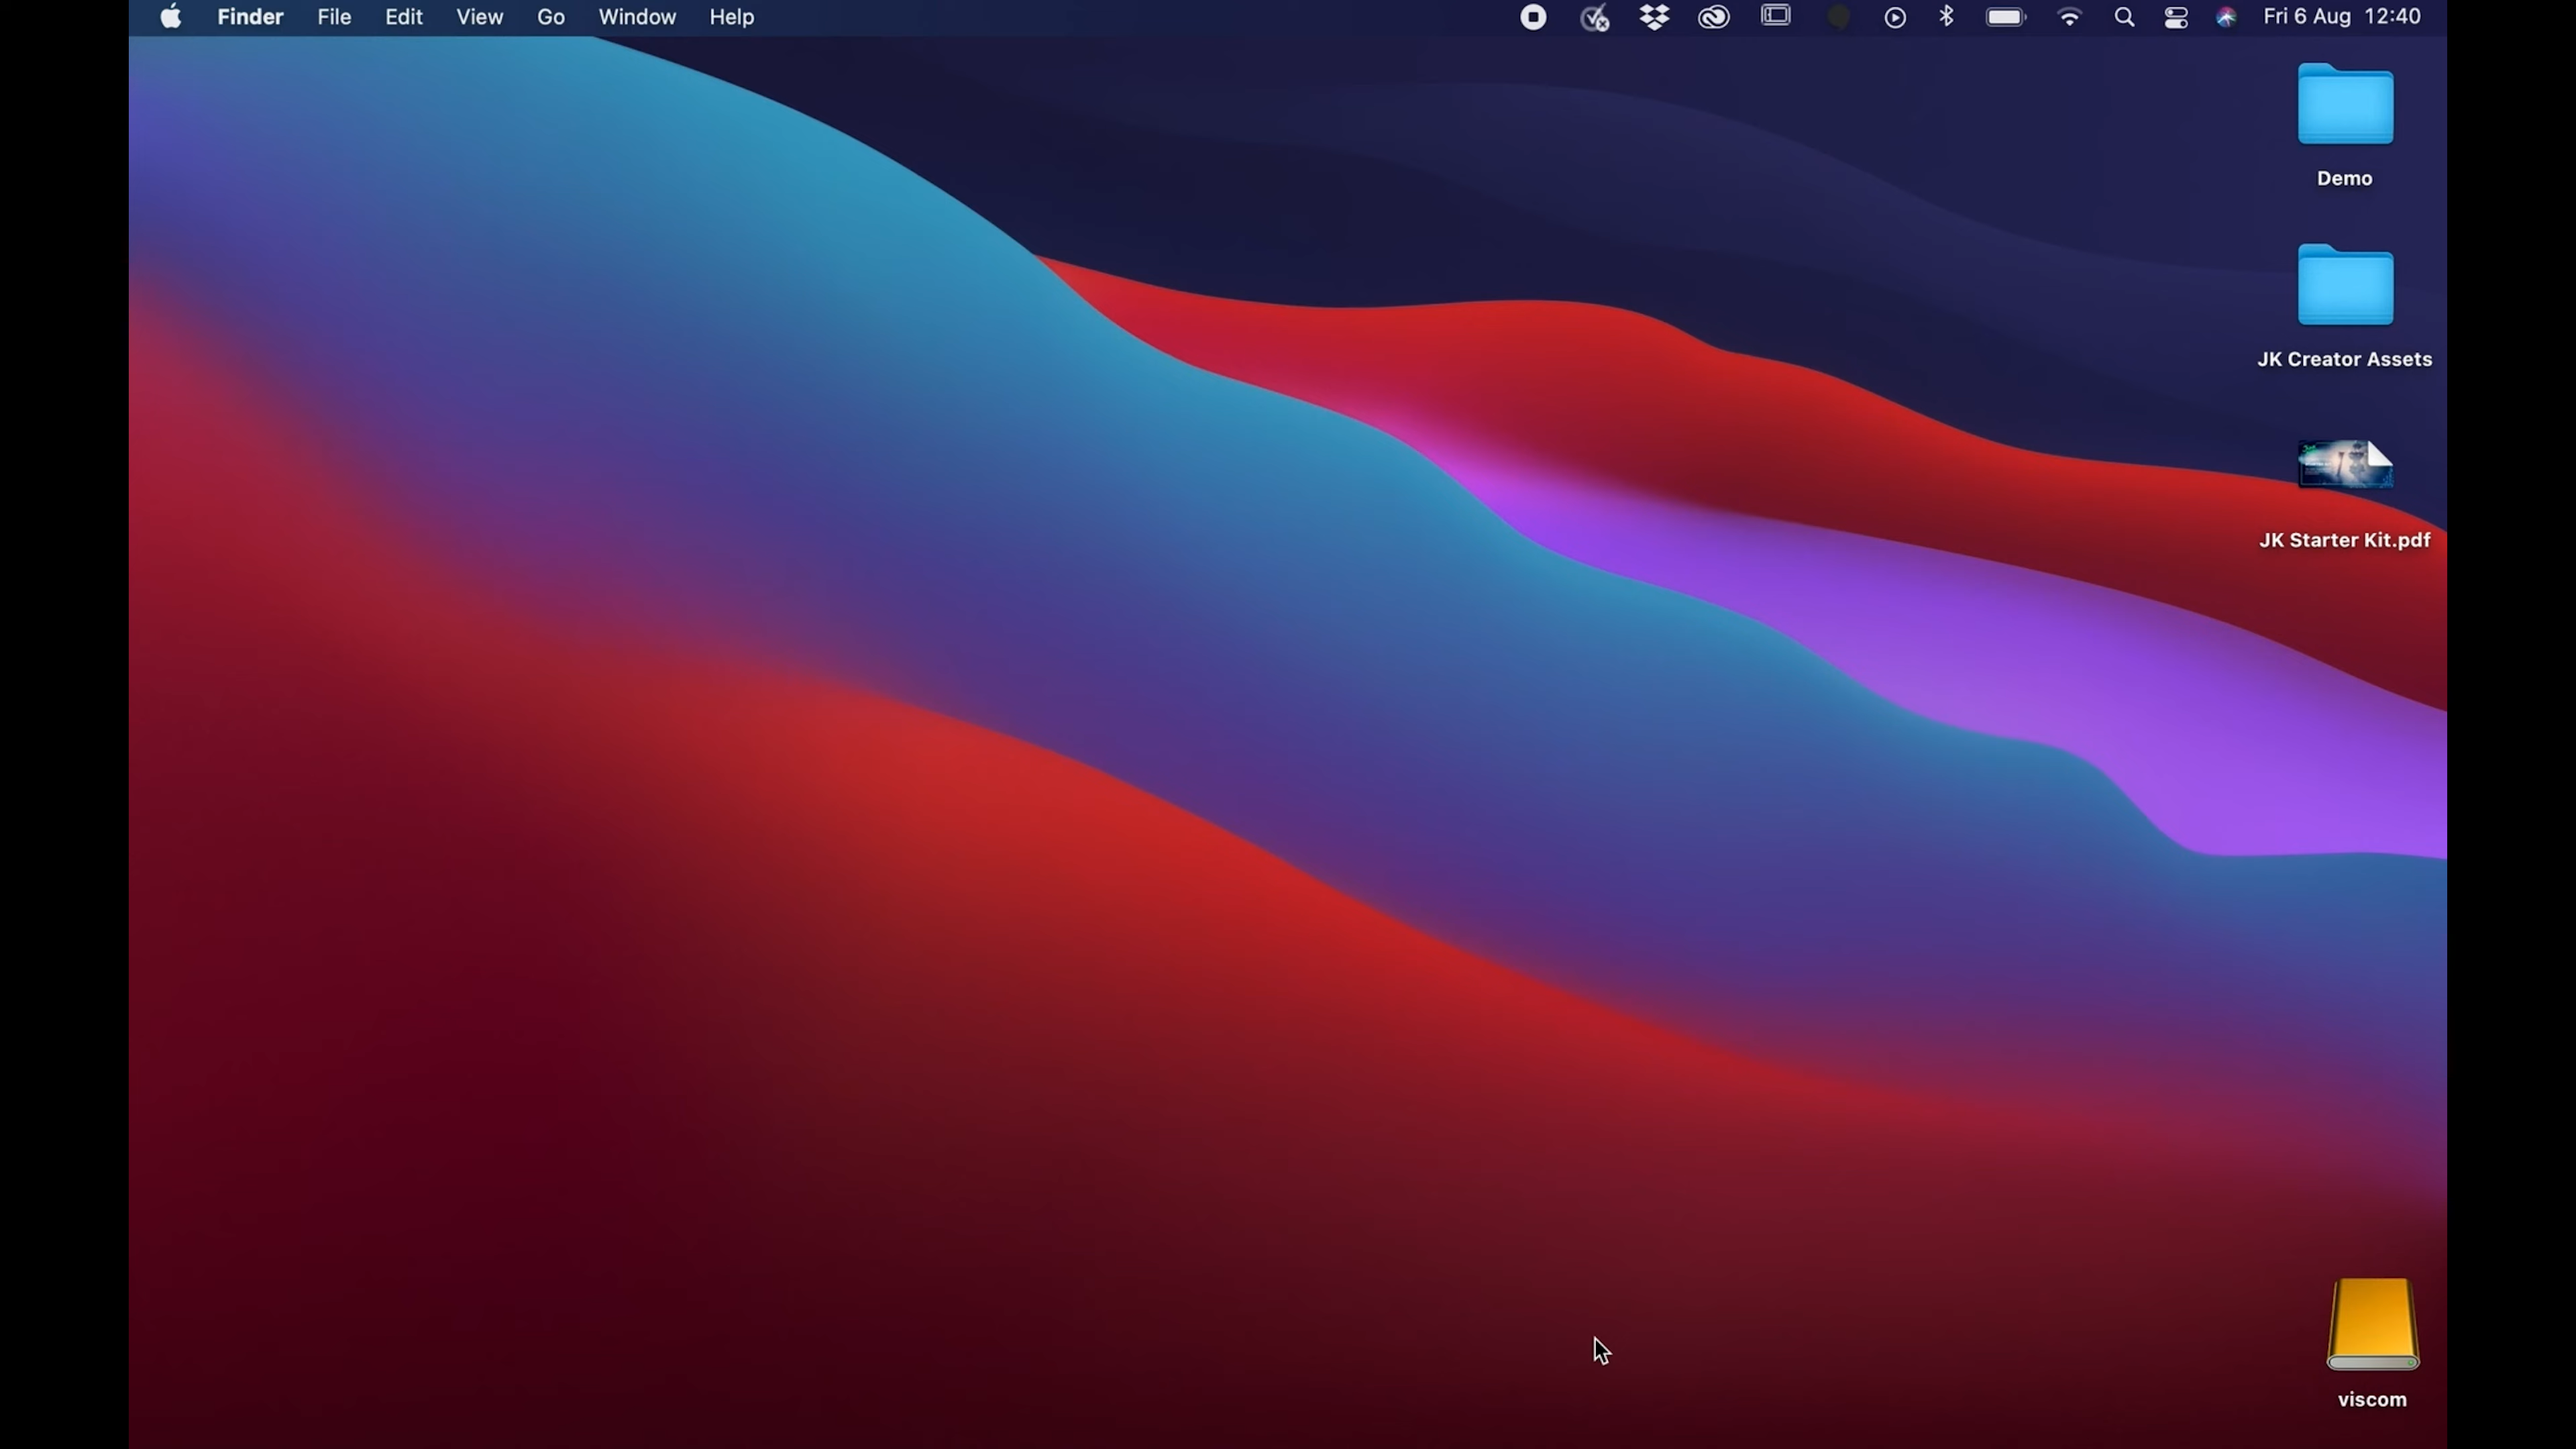 Finder File Edit View Go Window Help Fri 6 Aug 12:40
Demo
JK Creator Assets
JK Starter Kit.pdf
viscom